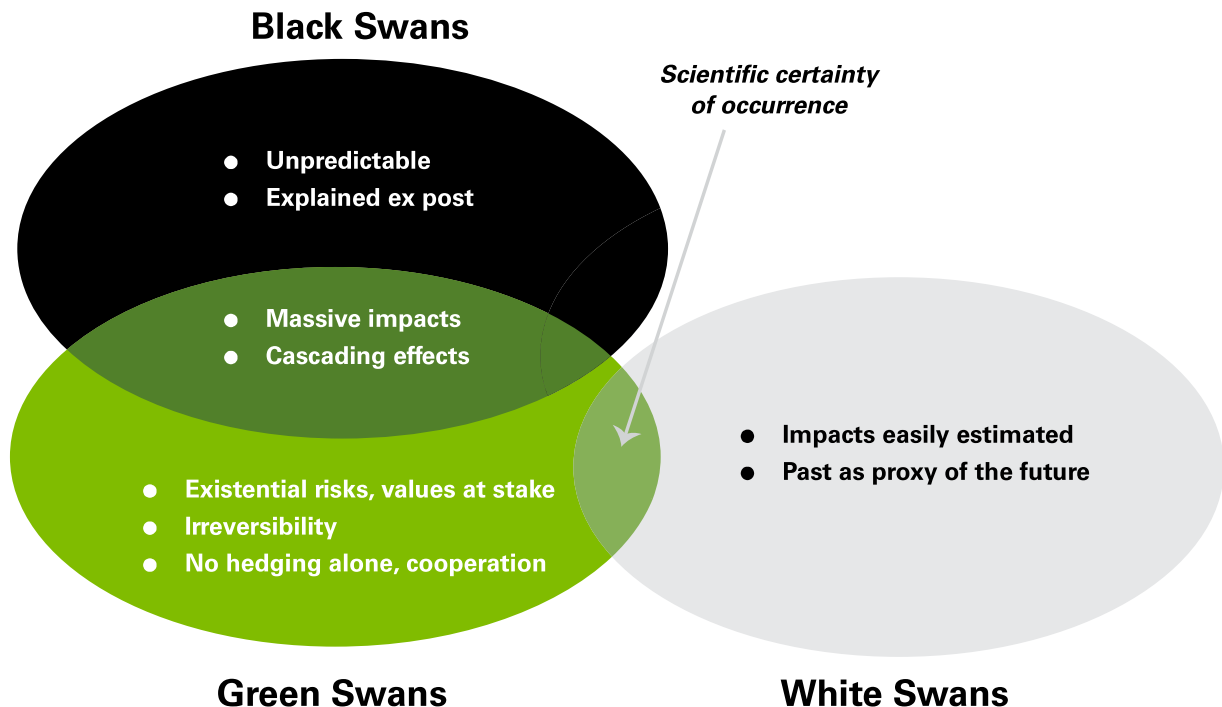 Black Swans
Scientific certainty
of occurrence
● Unpredictable
● Explained ex post
● Massive impacts
● Cascading effects
● Impacts easily estimated
● Past as proxy of the future
● Existential risks, values at stake
● Irreversibility
● No hedging alone, cooperation
Green Swans
White Swans